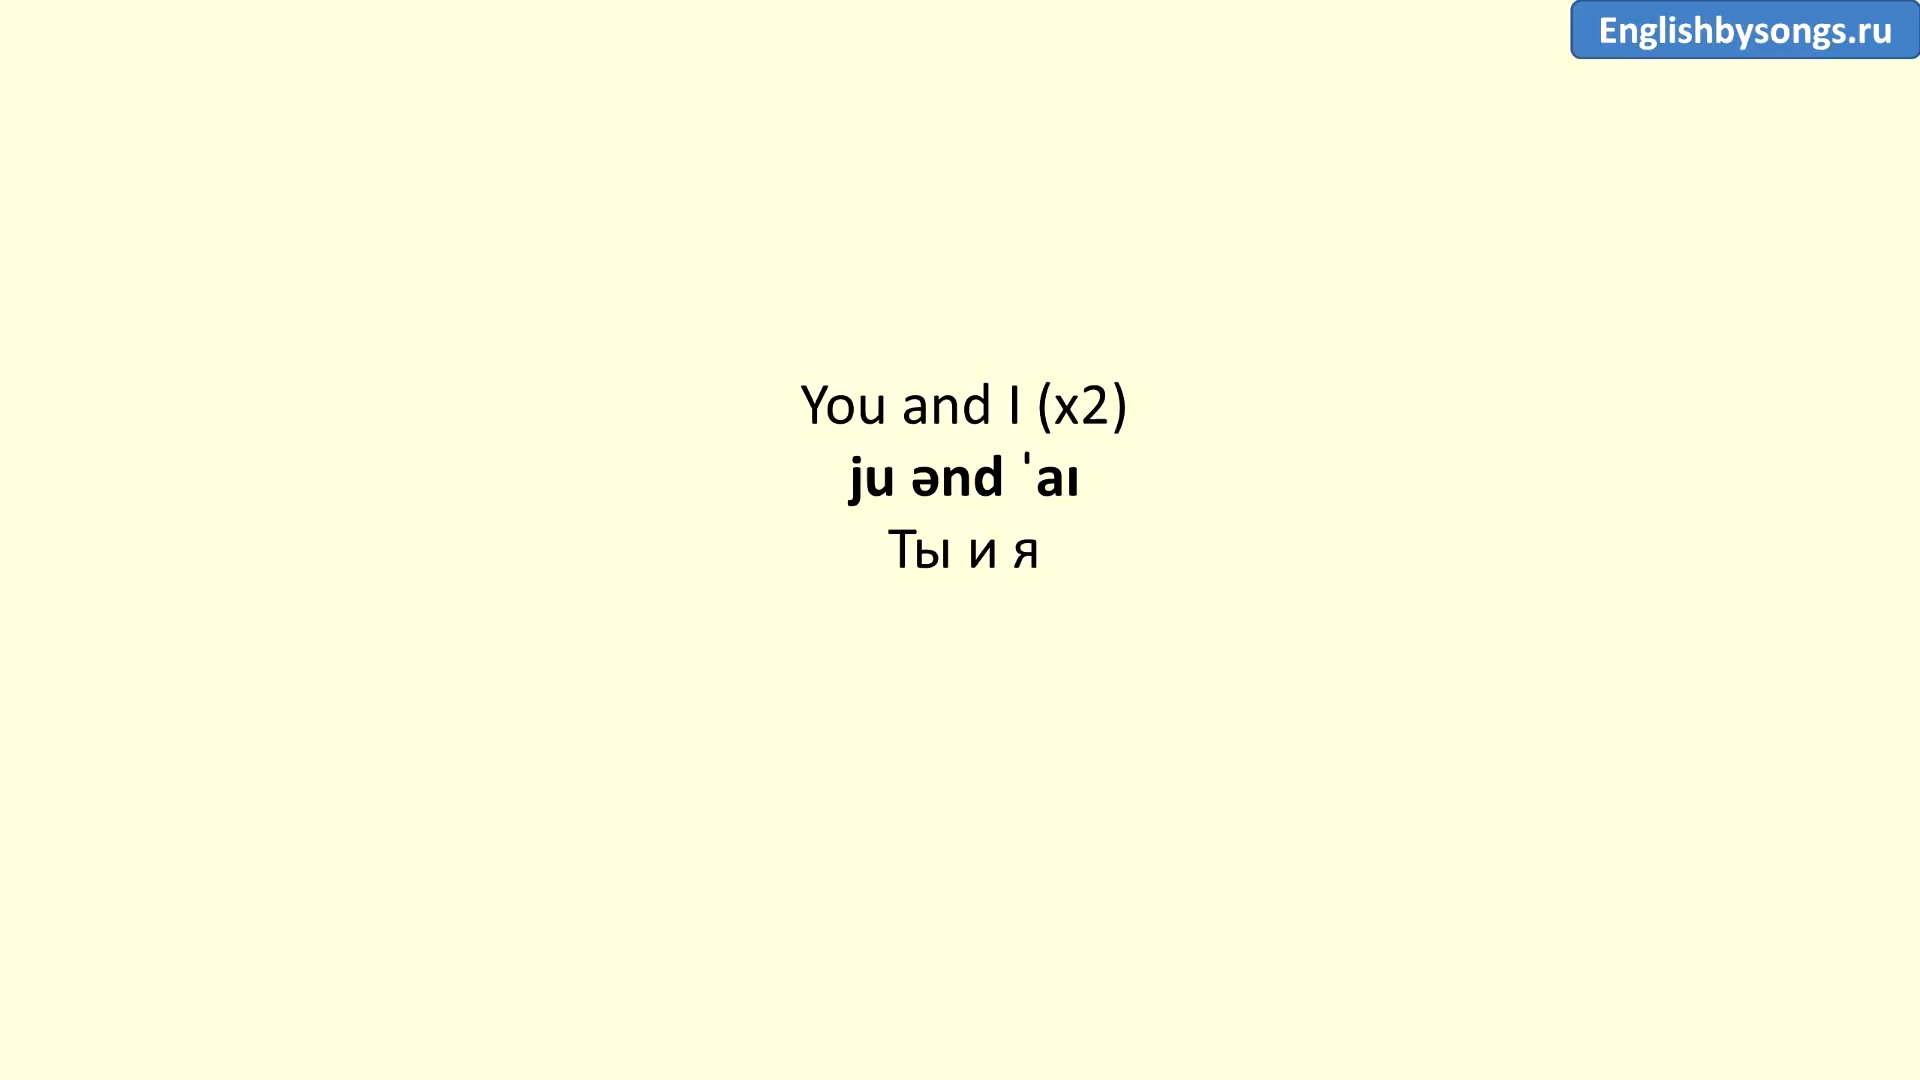 Englishbysongs.ru
You and I (x2)
ju ənd ˈaɪ
Ты и я